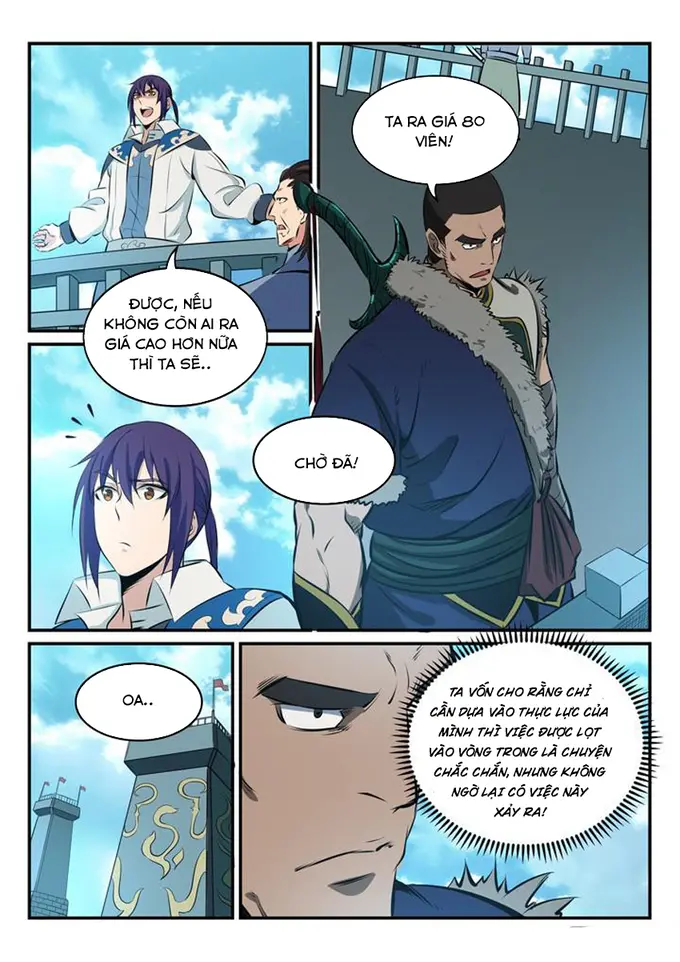 TA RA GIÁ 80
VIÊN!
ĐƯỢC, NẾU
KHÔNG CÒN AI RA
GIÁ CAO HƠN NỮA
THÌ TA SẼ..
CHỜ ĐÃ!
OA..
TA VỐN CHO RẰNG CHỈ
CẦN DỰA VÀO THỰC LỰC CỦA
MÌNH THÌ VIỆC ĐƯỢC LỌT
VÀO VÒNG TRONG LÀ CHUYỆN
CHẮC CHẮN, NHƯNG KHÔNG
NGỜ LẠI CÓ VIỆC NÀY
XẢY RA!